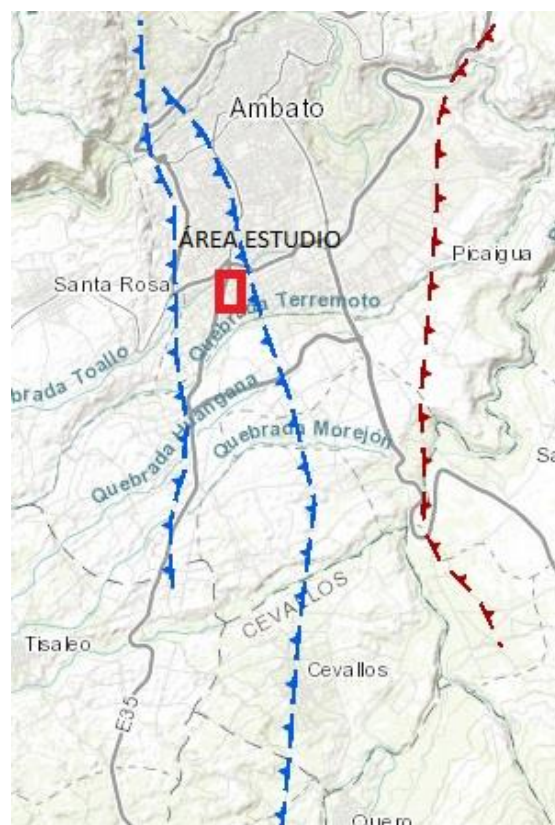 Ambato
ÁREA ESTUDIO
Picaigua
Santa Rosa
Quebrada Terremoto
brada Toallo
Quebrada Huangana
Quebrada Morejón
Sa
CEVALLOS
Tisaleo
Cevallos
E35
Quero